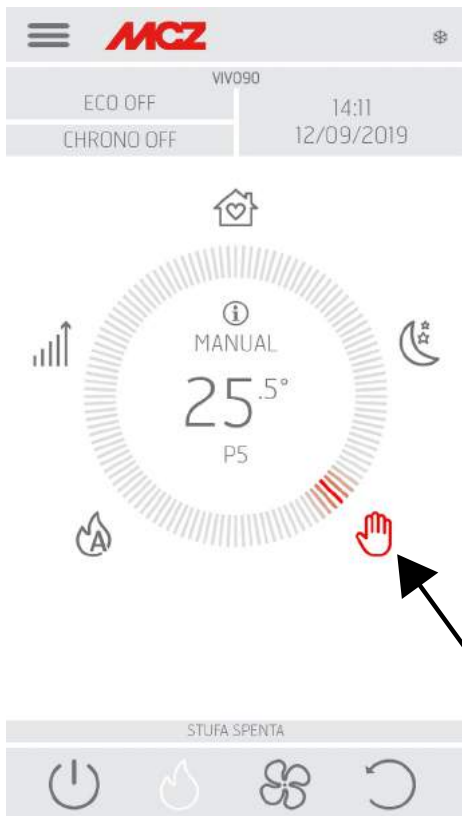 MCZ
VIVO90
ECO OFF
14:11
CHRONO OFF
12/09/2019
MANUAL
25.5°
P5
A
STUFA SPENTA